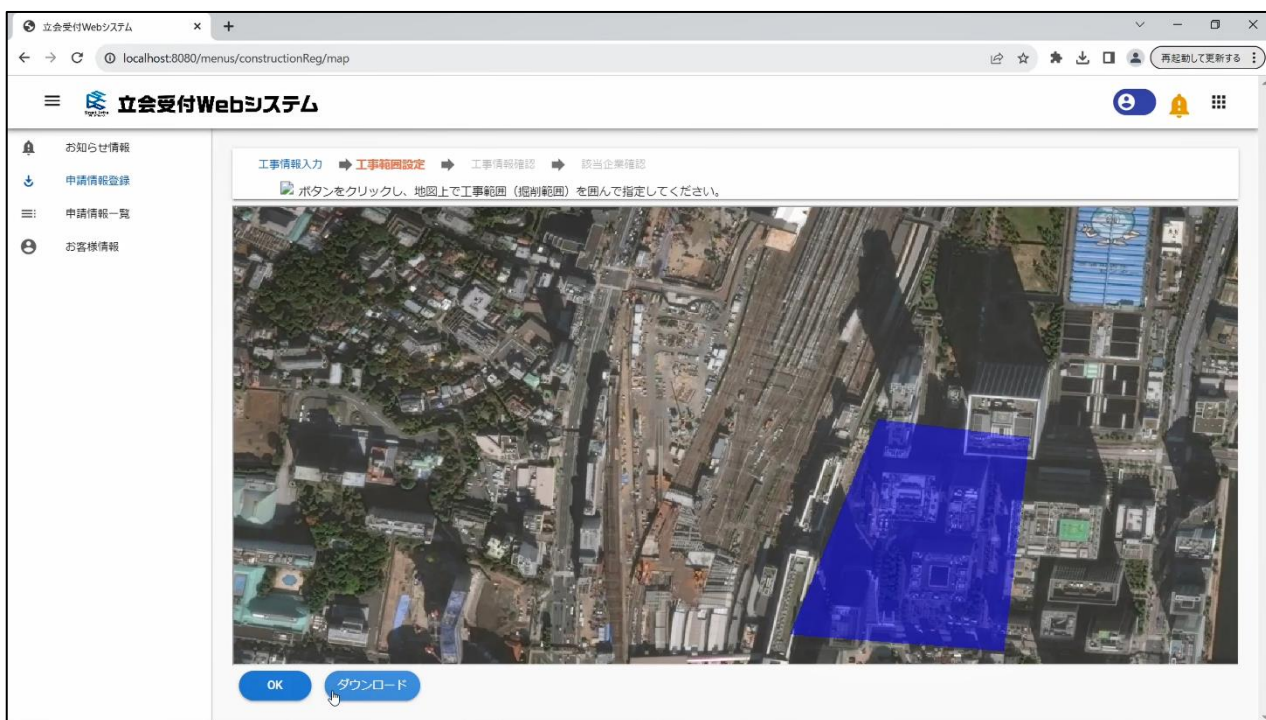 立会受付Webシステム
localhost:8080/menus/constructionReg/map
再起動して更新する
立会受付Webシステム
お知らせ情報
申請情報登録
申請情報一覧
お客様情報
工事情報入力 ➡ 工事範囲設定 ➡ 工事情報確認 ➡ 該当企業確認
ボタンをクリックし、地図上で工事範囲（掘削範囲）を囲んで指定してください。
OK ダウンロード